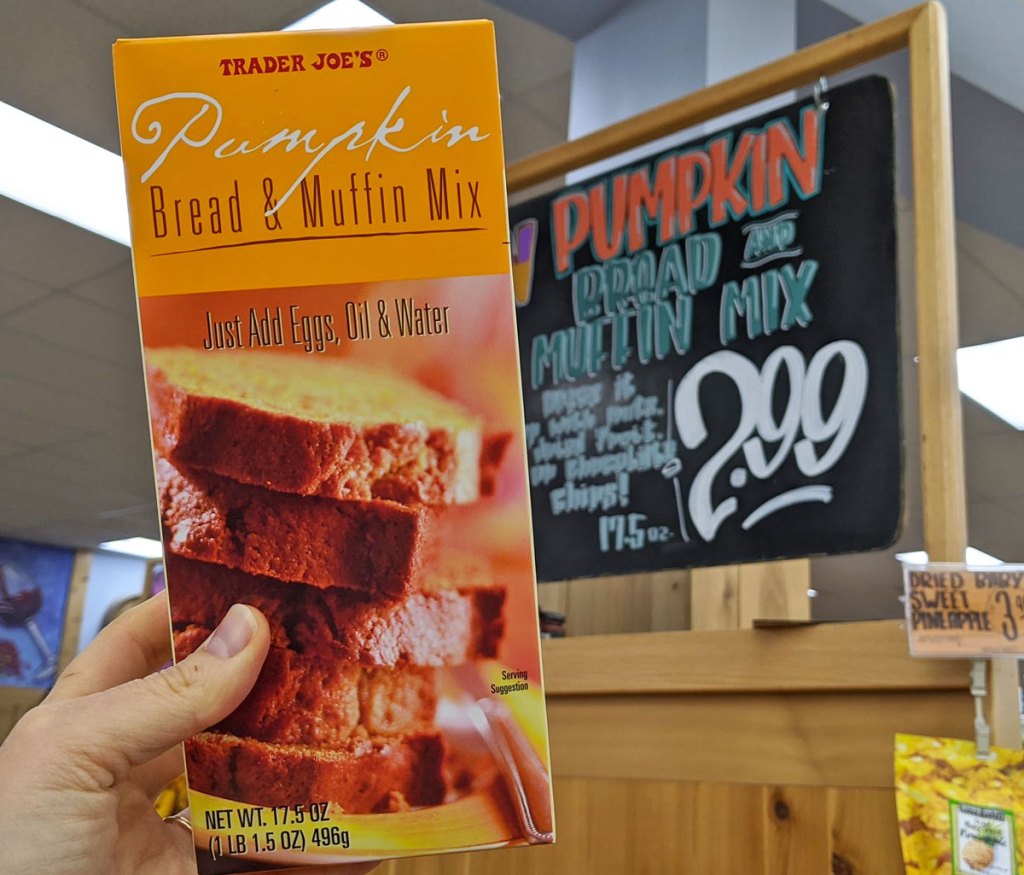 TRADER JOE'S®
Pumpkin
Bread & Muffin Mix
Just Add Eggs, Oil & Water
Serving
Suggestion
NET WT. 17.5 OZ
(1 LB 1.5 OZ) 496g
PUMPKIN
BREAD AND
MUFFIN MIX
it
up with nuts,
dried fruit,
or chocolate
chips!
17.5 oz.
2.99
DRIED BABY
SWEET
PINEAPPLE 3